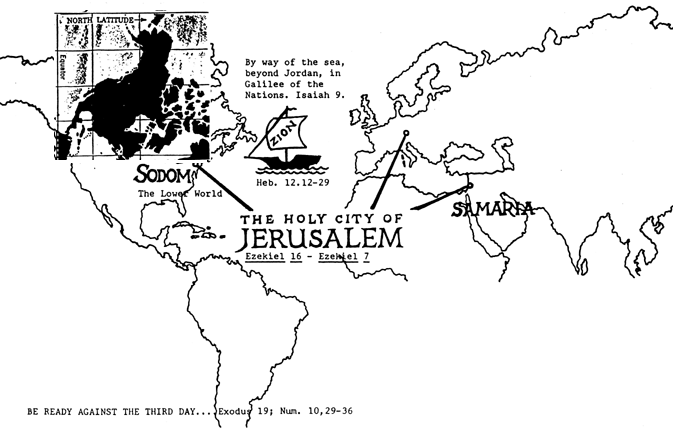 NORTH LATITUDE
Equator
By way of the sea,
beyond Jordan, in
Galilee of the
Nations. Isaiah 9.
ZION
Heb. 12.12-29
SODOM
The Lower World
SAMARIA
THE HOLY CITY OF
JERUSALEM
Ezekiel 16 - Ezekiel 7
BE READY AGAINST THE THIRD DAY...Exodus 19; Num. 10,29-36